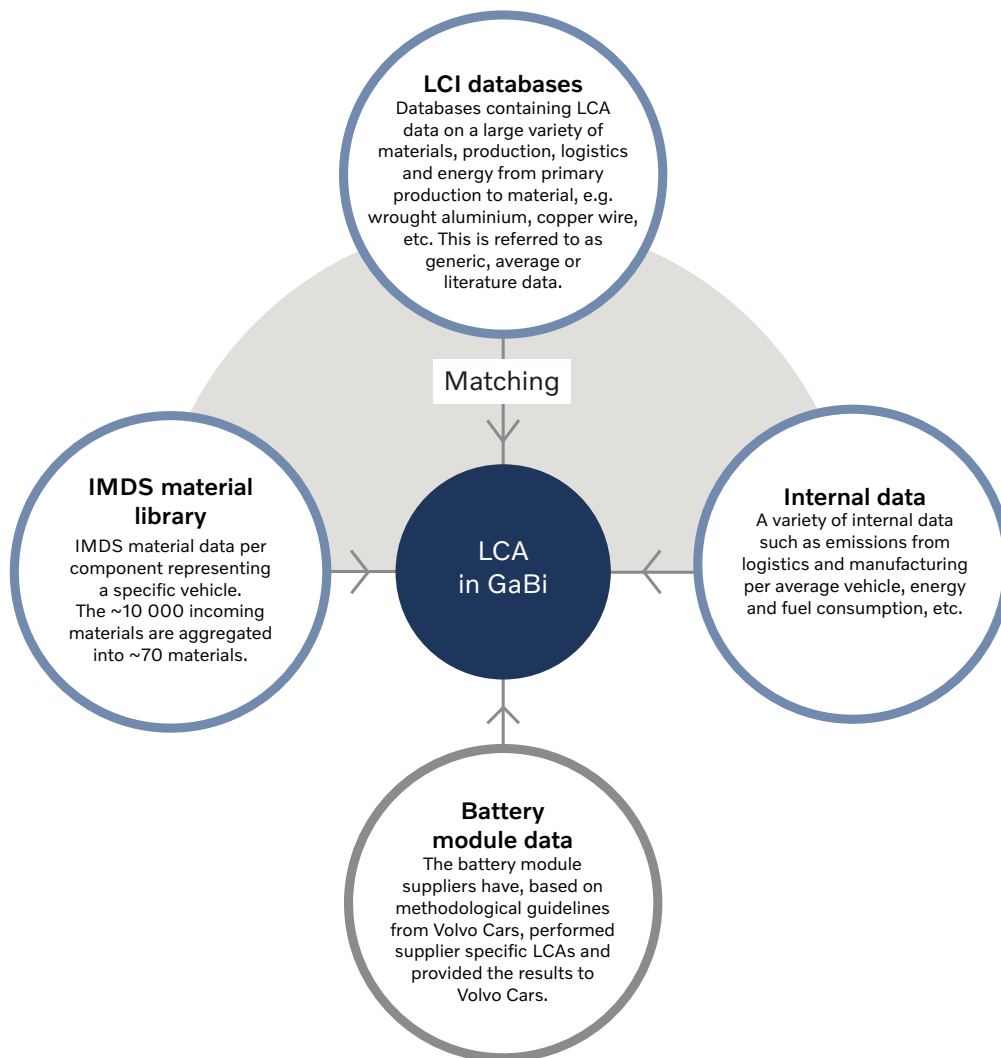 LCI databases
Databases containing LCA
data on a large variety of
materials, production, logistics
and energy from primary
production to material, e.g.
wrought aluminium, copper wire,
etc. This is referred to as
generic, average or
literature data.
Matching
IMDS material
library
IMDS material data per
component representing
a specific vehicle.
The ~10 000 incoming
materials are aggregated
into ~70 materials.
LCA
in GaBi
Internal data
A variety of internal data
such as emissions from
logistics and manufacturing
per average vehicle, energy
and fuel consumption, etc.
Battery
module data
The battery module
suppliers have, based on
methodological guidelines
from Volvo Cars, performed
supplier specific LCAs and
provided the results to
Volvo Cars.